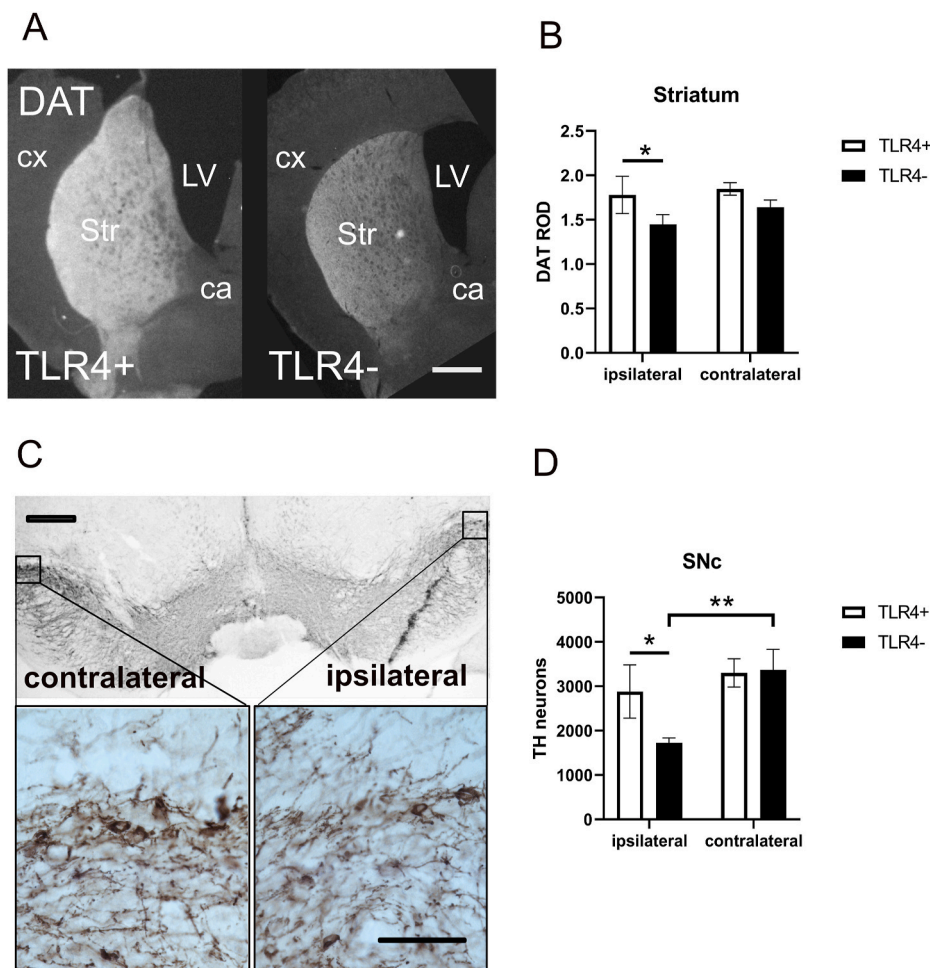 A
DAT
cx
LV
Str
ca
TLR4+
cx
LV
Str
ca
TLR4-
B
Striatum
DAT ROD
2.5
2.0
1.5
1.0
0.5
0.0
*
ipsilateral
contralateral
TLR4+
TLR4-
C
contralateral
ipsilateral
D
SNc
TH neurons
5000
4000
3000
2000
1000
0
*
**
ipsilateral
contralateral
TLR4+
TLR4-